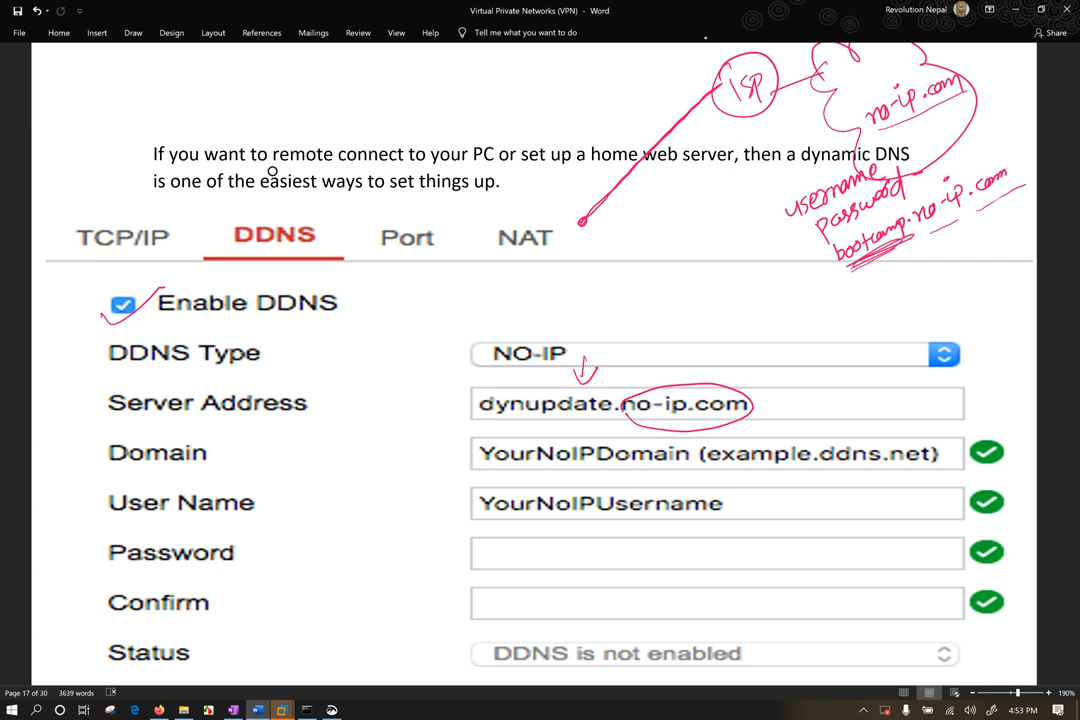 Virtual Private Networks (VPN) - Word
Revolution Nepal
File Home Insert Draw Design Layout References Mailings Review View Help Tell me what you want to do Share
ISP
no-ip.com
If you want to remote connect to your PC or set up a home web server, then a dynamic DNS
is one of the easiest ways to set things up.
username
password
bootcamp.no-ip.com
TCP/IP DDNS Port NAT
Enable DDNS
DDNS Type NO-IP
Server Address dynupdate.no-ip.com
Domain YourNoIPDomain (example.ddns.net)
User Name YourNoIPUsername
Password
Confirm
Status DDNS is not enabled
Page 17 of 30 3639 words 190%
4:53 PM